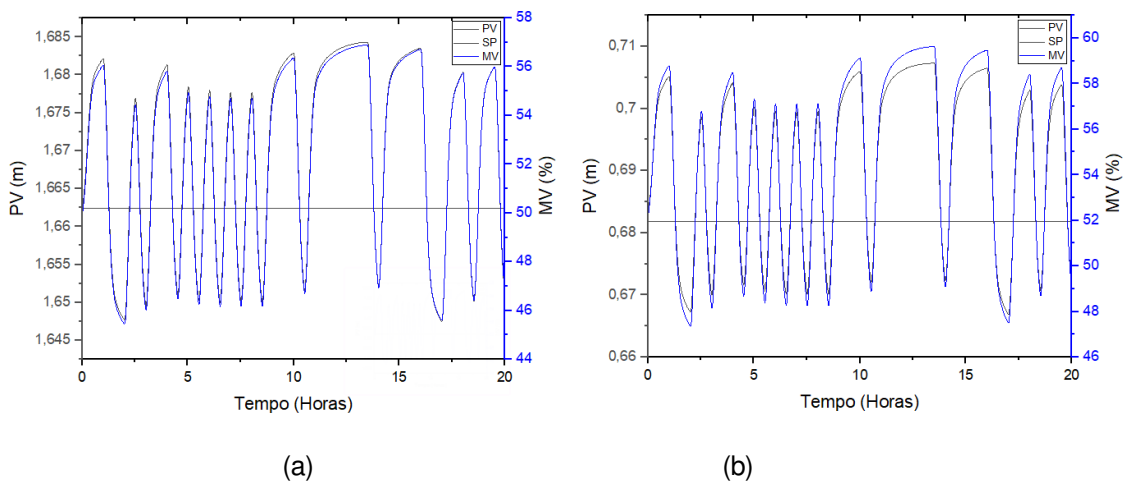 1,685
1,68
1,675
1,67
1,665
1,66
1,655
1,65
1,645
PV (m)
58
56
54
52
50
48
46
44
MV (%)
PV
SP
MV
0
5
10
15
20
Tempo (Horas)
(a)
0,71
0,7
0,69
0,68
0,67
0,66
PV (m)
60
58
56
54
52
50
48
46
MV (%)
PV
SP
MV
0
5
10
15
20
Tempo (Horas)
(b)